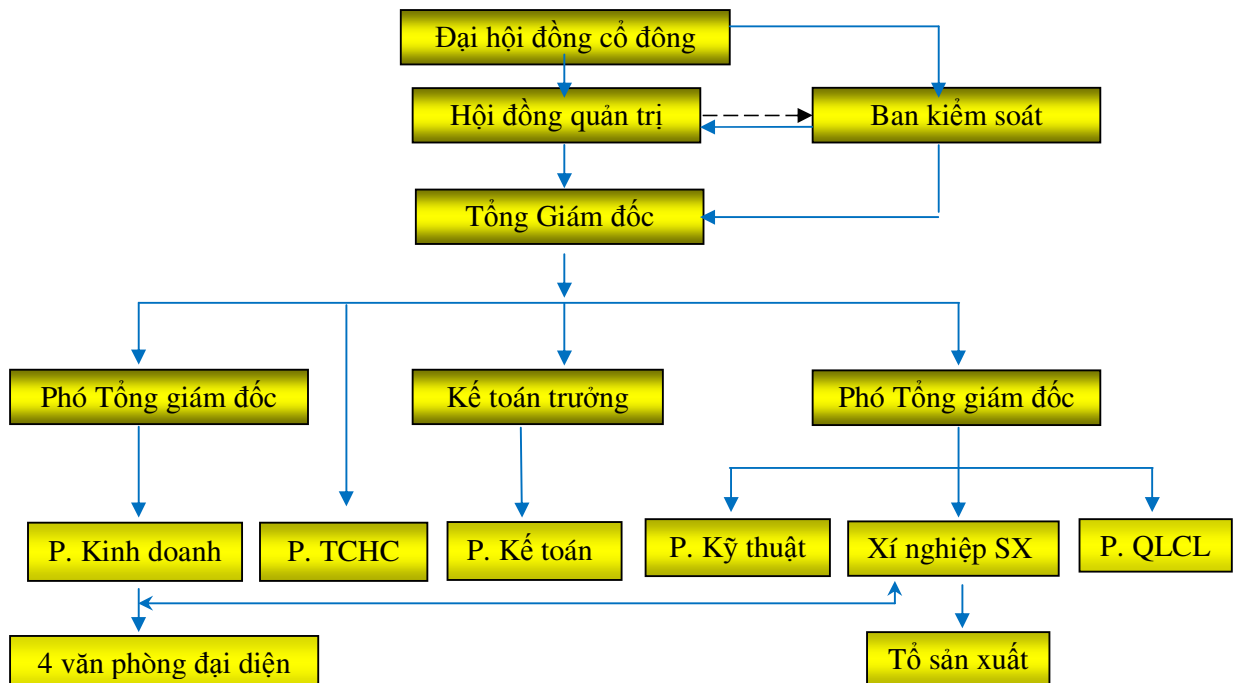 Đại hội đồng cổ đông
Hội đồng quản trị
Ban kiểm soát
Tổng Giám đốc
Phó Tổng giám đốc
Kế toán trưởng
Phó Tổng giám đốc
P. Kinh doanh
P. TCHC
P. Kế toán
P. Kỹ thuật
Xí nghiệp SX
P. QLCL
4 văn phòng đại diện
Tổ sản xuất